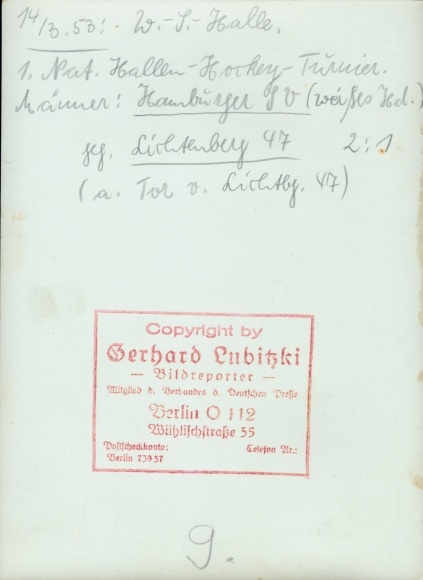 14/3.53: W.-S.-Halle.
1. Nat. Hallen-Hockey-Turnier.
Männer: Hamburger SV (weißes Hd.)
gg. Lichtenberg 47 2:1
(a. Tor v. Lichtbg. 47)
Copyright by
Gerhard Lubitzki
— Bildreporter —
Mitglied d. Verbandes d. Deutschen Presse
Berlin O 112
Wühlischstraße 55
Postscheckkonto: Telefon Nr.:
Berlin 73957
9.